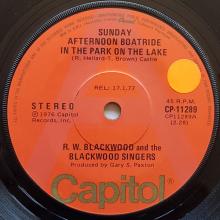 SUNDAY
AFTERNOON BOATRIDE
IN THE PARK ON THE LAKE
(R. Hellard-T. Brown) Castle
REL: 17.1.77
STEREO
℗ 1976 Capitol
Records, Inc.
45 R.P.M.
CP-11289
CP11289A
(2.28)
R. W. BLACKWOOD and the
BLACKWOOD SINGERS
Produced by Gary S. Paxton
Capitol